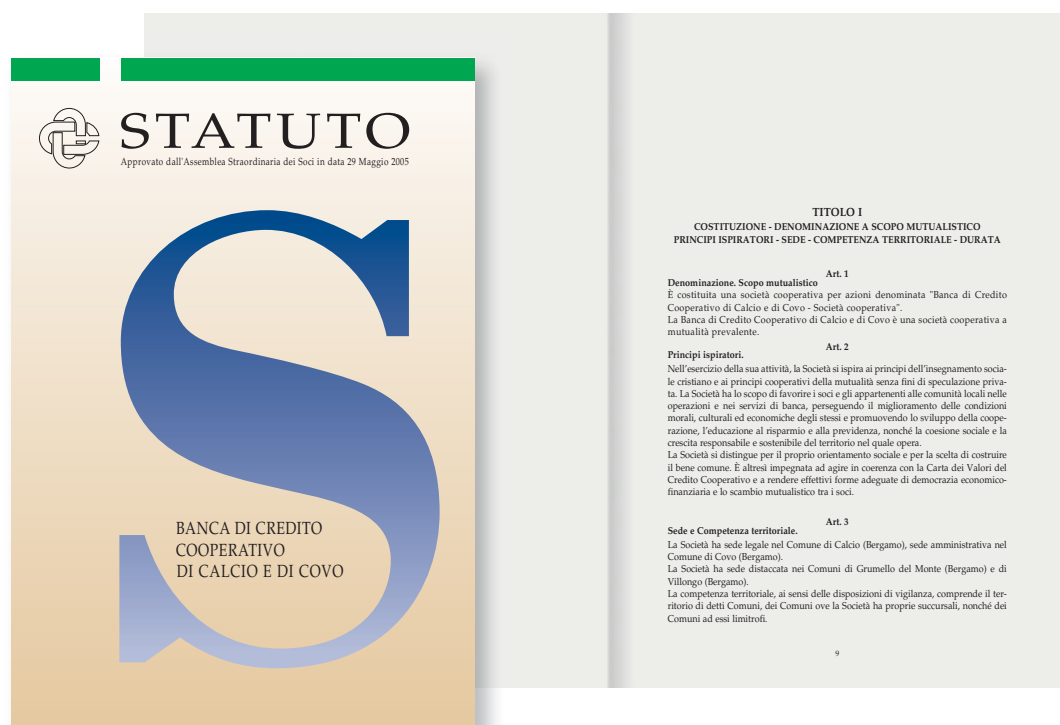 STATUTO
Approvato dall'Assemblea Straordinaria dei Soci in data 29 Maggio 2005
BANCA DI CREDITO
COOPERATIVO
DI CALCIO E DI COVO
TITOLO I
COSTITUZIONE - DENOMINAZIONE A SCOPO MUTUALISTICO
PRINCIPI ISPIRATORI - SEDE - COMPETENZA TERRITORIALE - DURATA
Art. 1
Denominazione. Scopo mutualistico
È costituita una società cooperativa per azioni denominata "Banca di Credito
Cooperativo di Calcio e di Covo - Società cooperativa".
La Banca di Credito Cooperativo di Calcio e di Covo è una società cooperativa a
mutualità prevalente.
Art. 2
Principi ispiratori.
Nell'esercizio della sua attività, la Società si ispira ai principi dell'insegnamento socia-
le cristiano e ai principi cooperativi della mutualità senza fini di speculazione priva-
ta. La Società ha lo scopo di favorire i soci e gli appartenenti alle comunità locali nelle
operazioni e nei servizi di banca, perseguendo il miglioramento delle condizioni
morali, culturali ed economiche degli stessi e promuovendo lo sviluppo della coope-
razione, l'educazione al risparmio e alla previdenza, nonché la coesione sociale e la
crescita responsabile e sostenibile del territorio nel quale opera.
La Società si distingue per il proprio orientamento sociale e per la scelta di costruire
il bene comune. È altresì impegnata ad agire in coerenza con la Carta dei Valori del
Credito Cooperativo e a rendere effettivi forme adeguate di democrazia economico-
finanziaria e lo scambio mutualistico tra i soci.
Art. 3
Sede e Competenza territoriale.
La Società ha sede legale nel Comune di Calcio (Bergamo), sede amministrativa nel
Comune di Covo (Bergamo).
La Società ha sede distaccata nei Comuni di Grumello del Monte (Bergamo) e di
Villongo (Bergamo).
La competenza territoriale, ai sensi delle disposizioni di vigilanza, comprende il ter-
ritorio di detti Comuni, dei Comuni ove la Società ha proprie succursali, nonché dei
Comuni ad essi limitrofi.
9
S